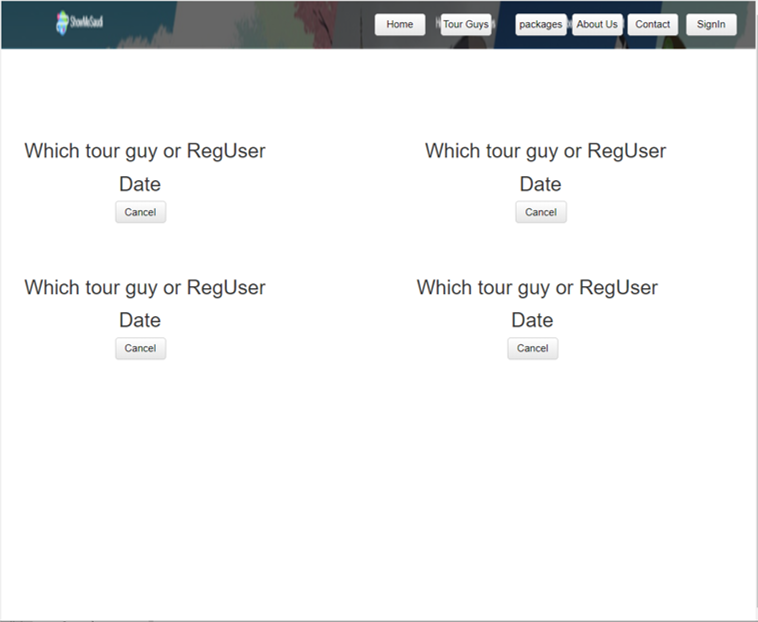 ShowMeSaudi Home Tour Guys packages About Us Contact SignIn
Which tour guy or RegUser Which tour guy or RegUser
Date Date
Cancel Cancel
Which tour guy or RegUser Which tour guy or RegUser
Date Date
Cancel Cancel